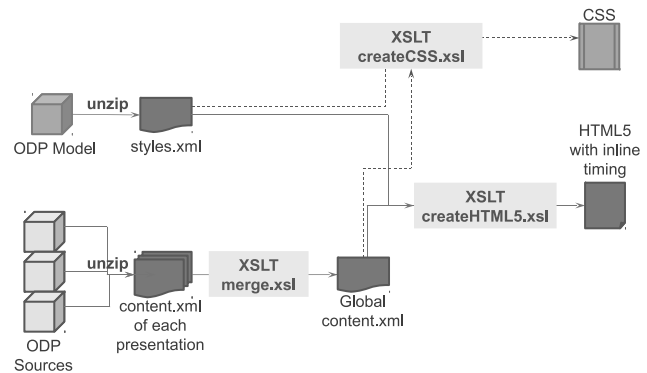 XSLT
createCSS.xsl
CSS
unzip
ODP Model
styles.xml
HTML5
with inline
timing
XSLT
createHTML5.xsl
unzip
XSLT
merge.xsl
content.xml
of each
presentation
Global
content.xml
ODP
Sources